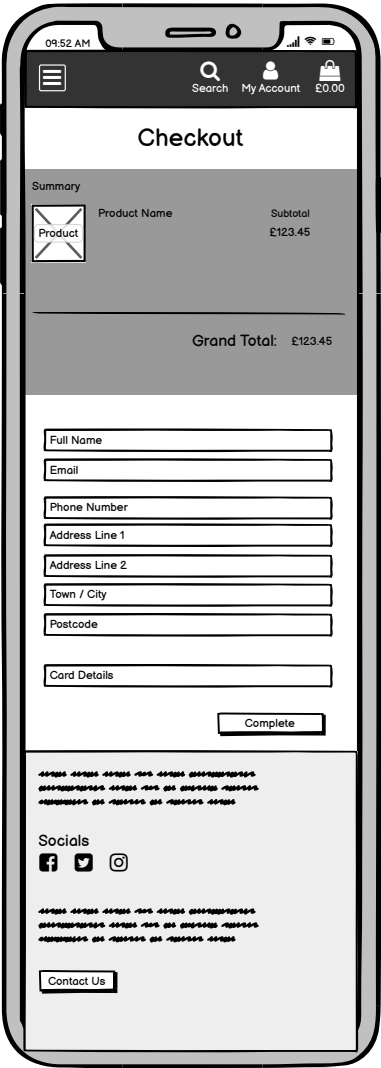 09:52 AM
Search My Account £0.00
Checkout
Summary
Product Name Subtotal
Product £123.45
Grand Total: £123.45
Full Name
Email
Phone Number
Address Line 1
Address Line 2
Town / City
Postcode
Card Details
Complete
Socials
Contact Us